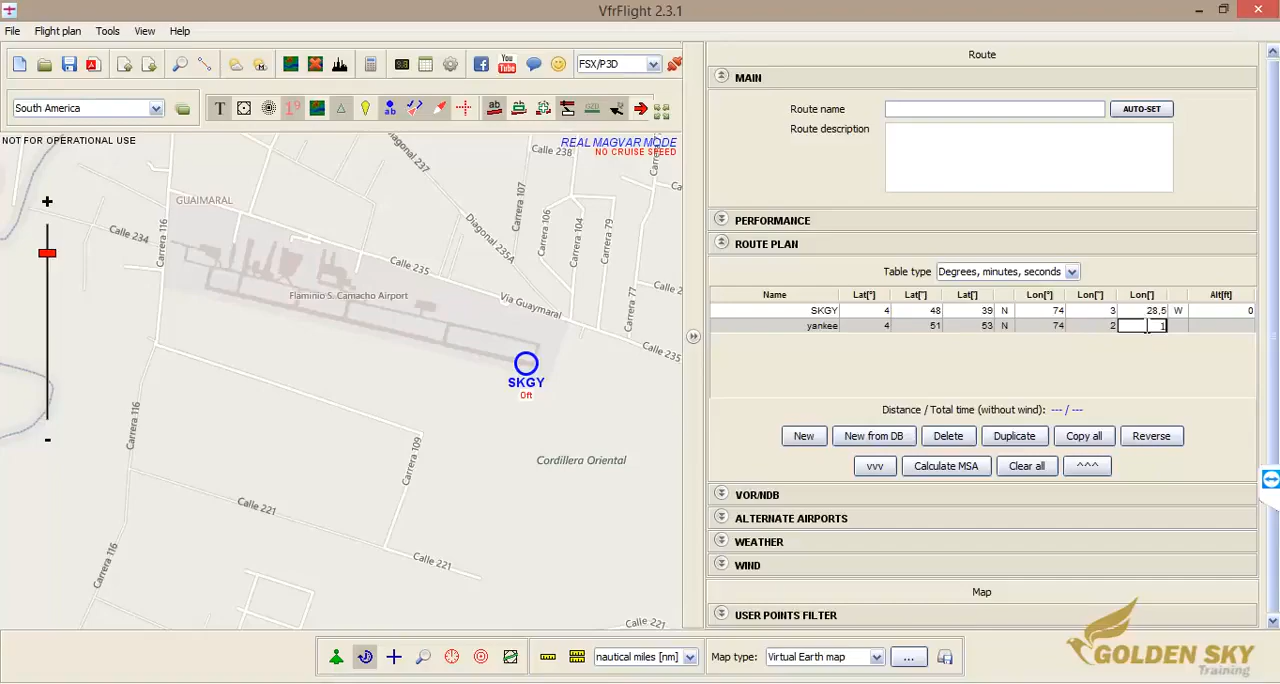 VfrFlight 2.3.1
File Flight plan Tools View Help
FSX/P3D
South America
NOT FOR OPERATIONAL USE
REAL MAGVAR MODE
NO CRUISE SPEED
Diagonal 237
Calle 238
Carrera 107
Carrera 106
Carrera 104
Carrera 79
GUAIMARAL
Carrera 116
Calle 234
Diagonal 235A
Calle 235
Flaminio S. Camacho Airport
Via Guaymaral
Carrera 77
Calle 235
SKGY
0ft
Carrera 116
Carrera 109
Cordillera Oriental
Calle 221
Carrera 116
Calle 221
Calle 221
Route
MAIN
Route name
AUTO-SET
Route description
PERFORMANCE
ROUTE PLAN
Table type Degrees, minutes, seconds
Name Lat[°] Lat['] Lat["] Lon[°] Lon['] Lon["] Alt[ft]
SKGY 4 48 39 N 74 3 28,5 W 0
yankee 4 51 53 N 74 2 1
Distance / Total time (without wind): --- / ---
New New from DB Delete Duplicate Copy all Reverse
vvv Calculate MSA Clear all ^^^
VOR/NDB
ALTERNATE AIRPORTS
WEATHER
WIND
Map
USER POINTS FILTER
nautical miles [nm] Map type: Virtual Earth map ...
GOLDEN SKY
Training